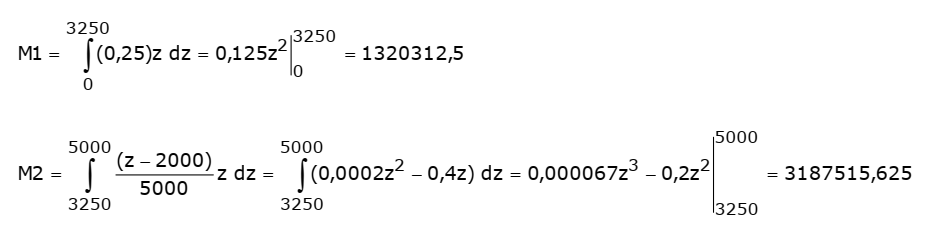 M1 = ∫₀³²⁵⁰ (0,25)z dz = 0,125z² |₀³²⁵⁰ = 1320312,5
M2 = ∫₃₂₅₀⁵⁰⁰⁰ (z – 2000)/5000 z dz = ∫₃₂₅₀⁵⁰⁰⁰ (0,0002z² – 0,4z) dz = 0,000067z³ – 0,2z² |₃₂₅₀⁵⁰⁰⁰ = 3187515,625